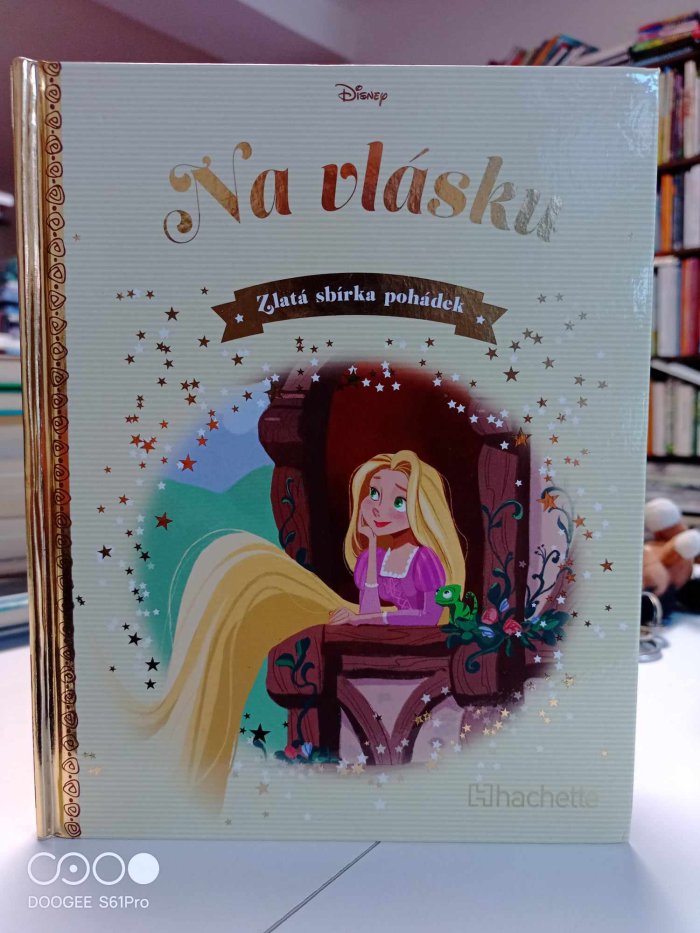 Disney
Na vlásku
Zlatá sbírka pohádek
hachette
DOOGEE S61Pro